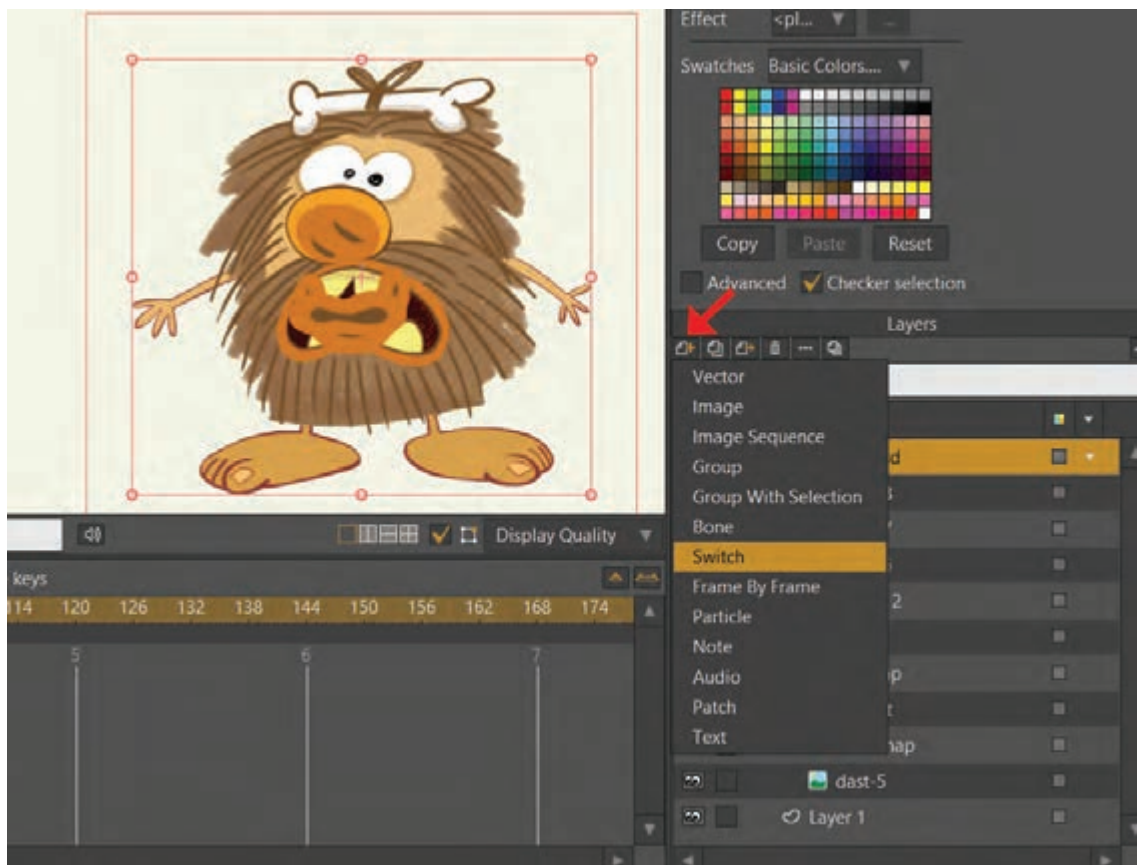 Effect <pl...
Swatches Basic Colors....
Copy Paste Reset
Advanced Checker selection
Layers
Vector
Image
Image Sequence
Group
Group With Selection
Bone
Switch
Frame By Frame
Particle
Note
Audio
Patch
Text
dast-5
Layer 1
Display Quality
keys
114 120 126 132 138 144 150 156 162 168 174
5 6 7